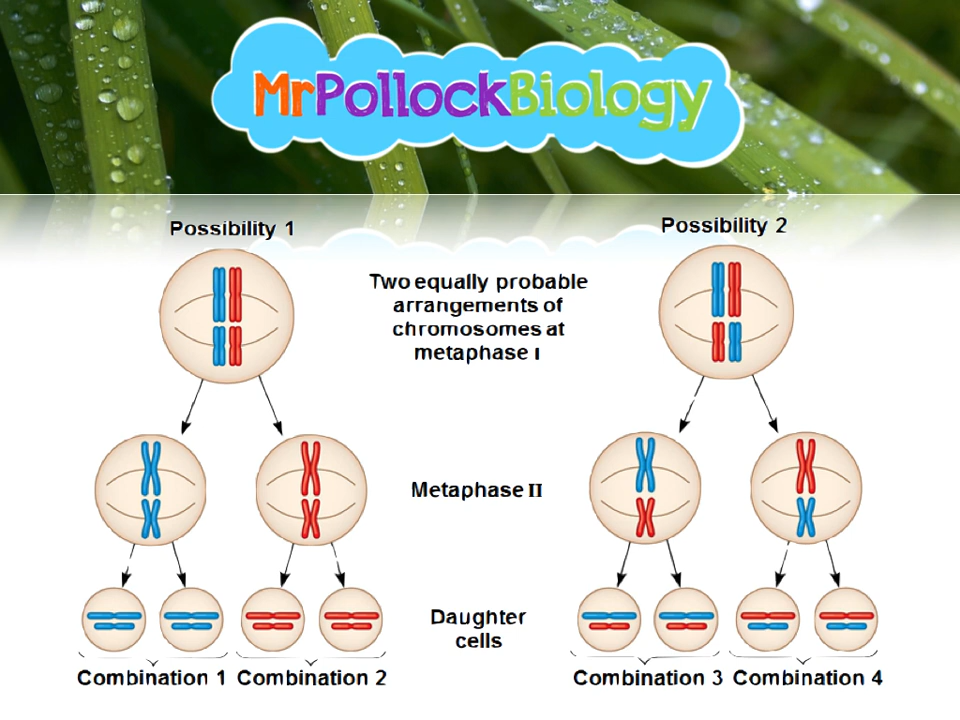 MrPollockBiology
Possibility 1
Possibility 2
Two equally probable
arrangements of
chromosomes at
metaphase I
Metaphase II
Daughter
cells
Combination 1
Combination 2
Combination 3
Combination 4